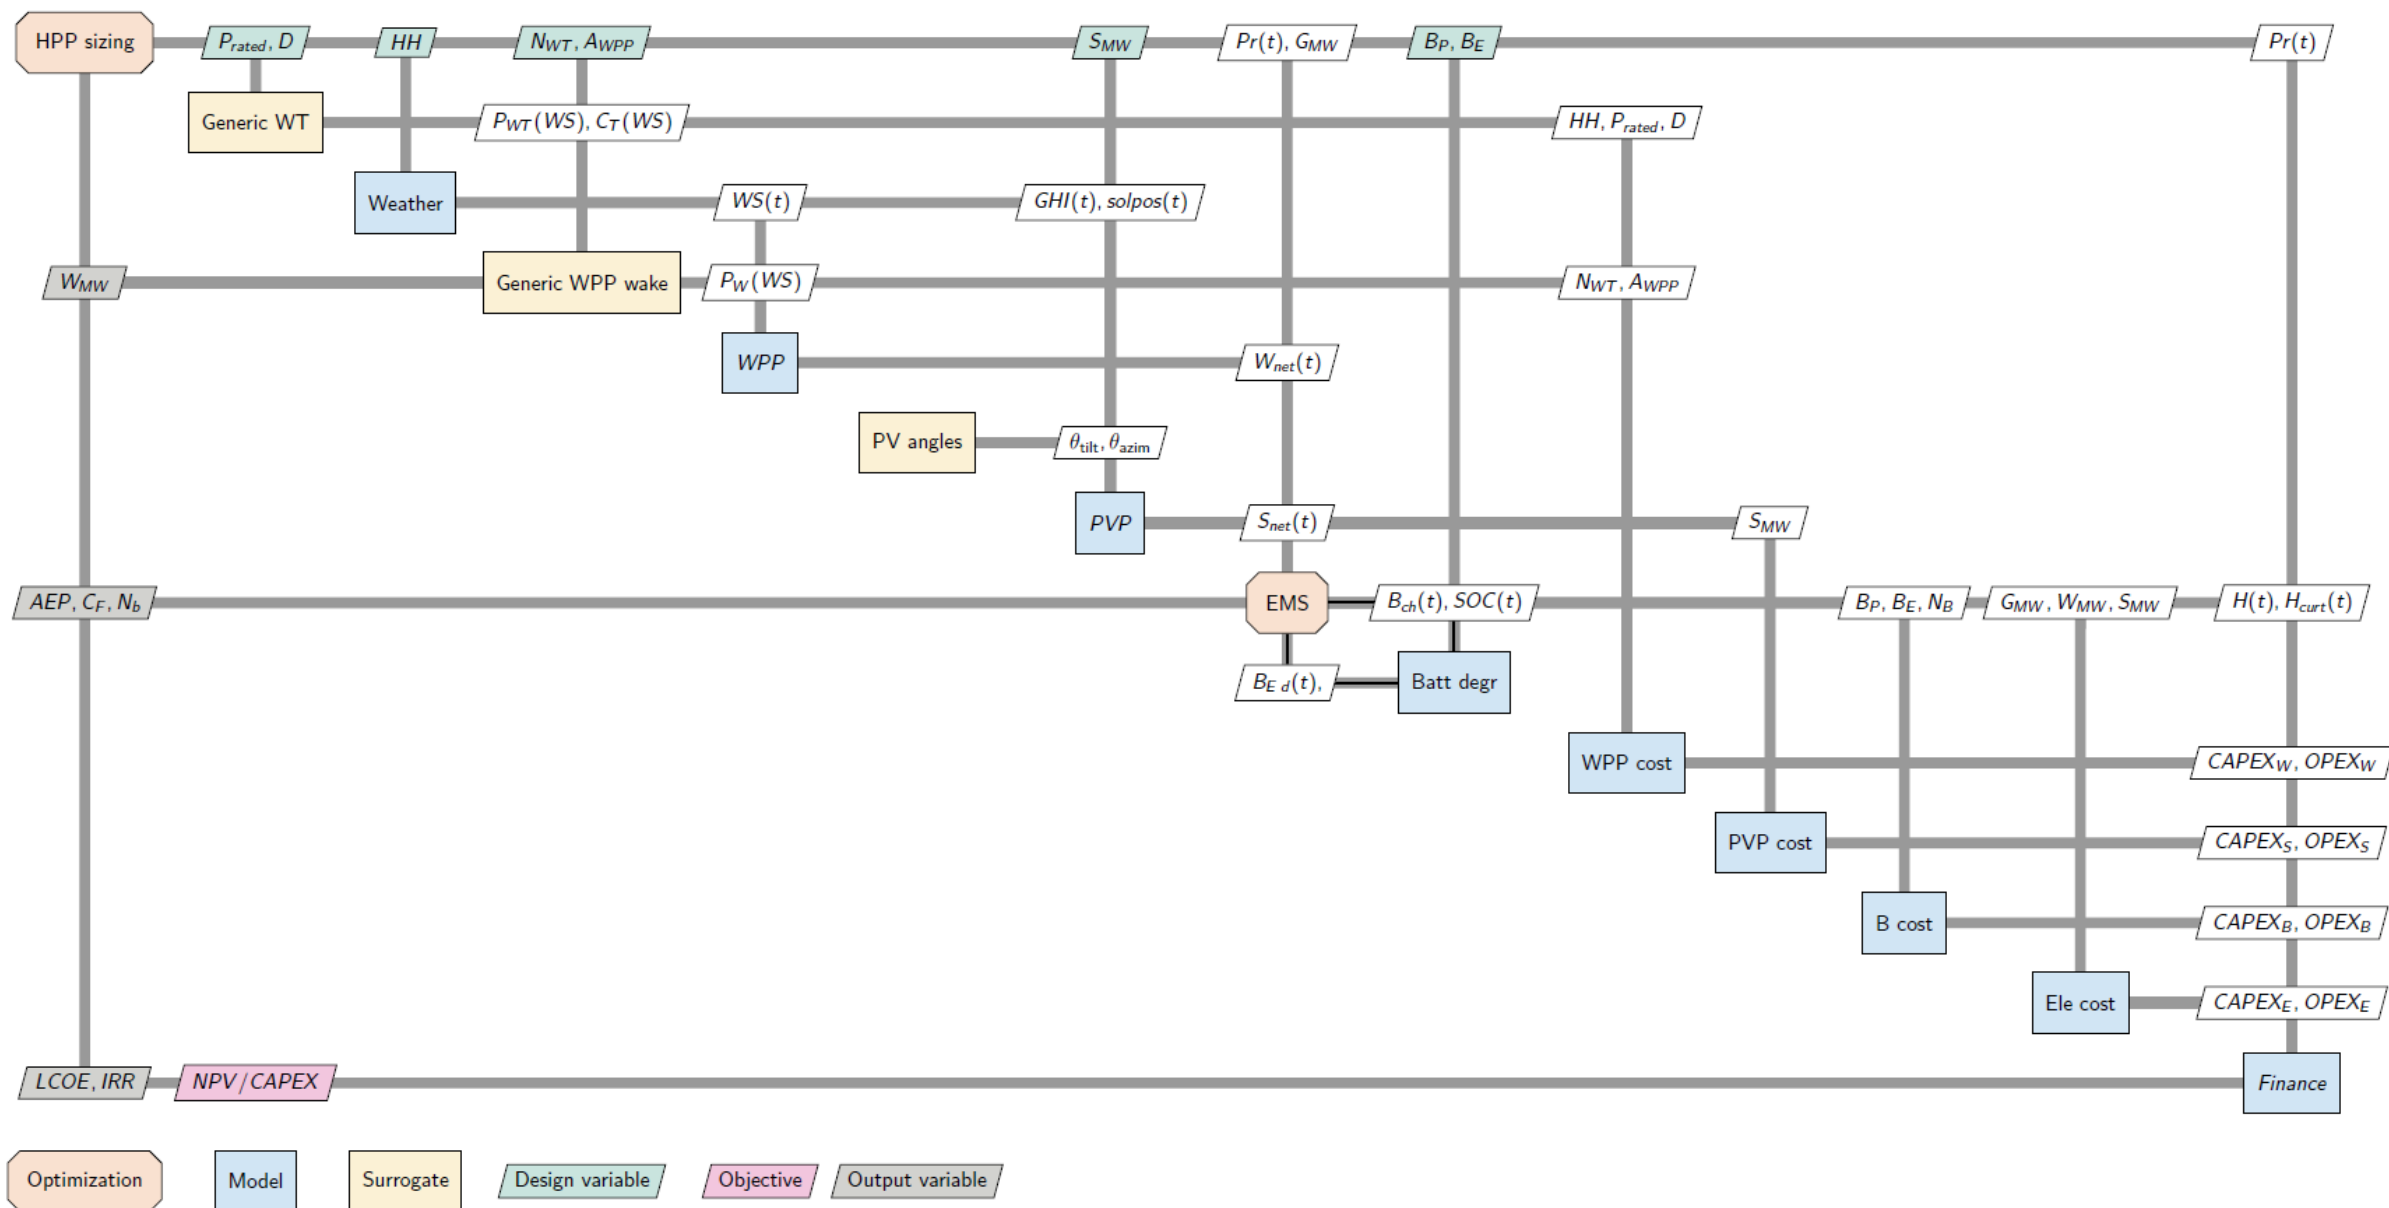 HPP sizing P_rated, D HH N_WT, A_WPP S_MW Pr(t), G_MW B_P, B_E Pr(t)
Generic WT P_WT(WS), C_T(WS) HH, P_rated, D
Weather WS(t) GHI(t), solpos(t)
W_MW Generic WPP wake P_W(WS) N_WT, A_WPP
WPP W_net(t)
PV angles θ_tilt, θ_azim
PVP S_net(t) S_MW
AEP, C_F, N_b EMS B_ch(t), SOC(t) B_P, B_E, N_B G_MW, W_MW, S_MW H(t), H_curt(t)
B_E d(t), Batt degr
WPP cost CAPEX_W, OPEX_W
PVP cost CAPEX_S, OPEX_S
B cost CAPEX_B, OPEX_B
Ele cost CAPEX_E, OPEX_E
LCOE, IRR NPV/CAPEX Finance
Optimization Model Surrogate Design variable Objective Output variable